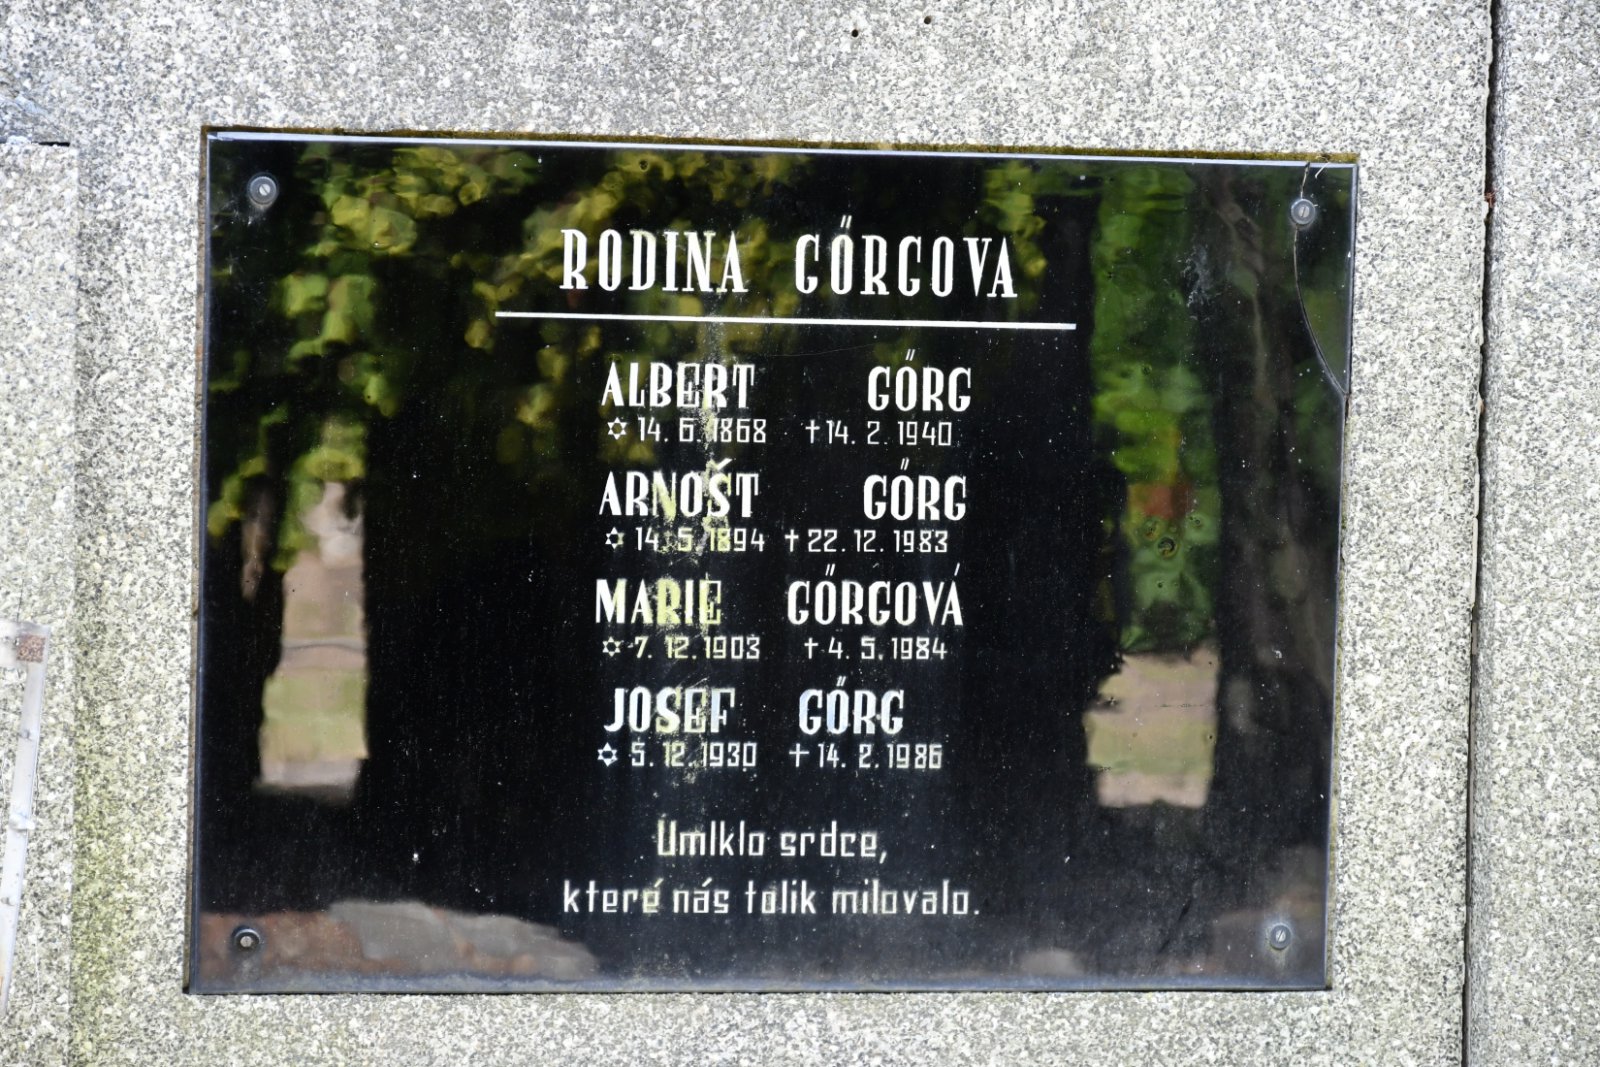 RODINA GŐRGOVA
ALBERT GŐRG
✡ 14. 6. 1868 † 14. 2. 1940
ARNOŠT GŐRG
✡ 14. 5. 1894 † 22. 12. 1983
MARIE GŐRGOVÁ
✡ 7. 12. 1903 † 4. 5. 1984
JOSEF GŐRG
✡ 5. 12. 1930 † 14. 2. 1986
Umlklo srdce,
které nás tolik milovalo.